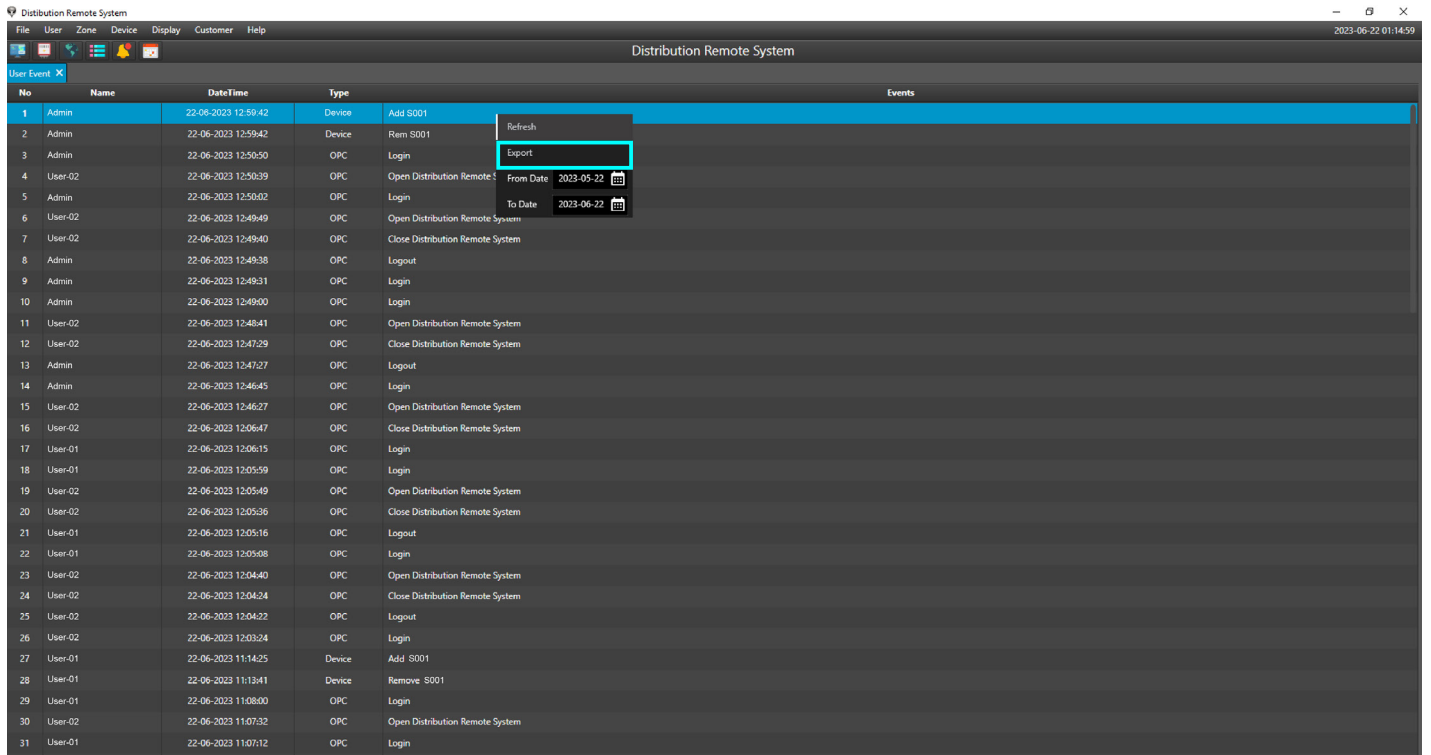 Distibution Remote System
File User Zone Device Display Customer Help 2023-06-22 01:14:59
Distribution Remote System
User Event X
No Name DateTime Type Events
1 Admin 22-06-2023 12:59:42 Device Add S001
Refresh
2 Admin 22-06-2023 12:59:42 Device Rem S001
Export
3 Admin 22-06-2023 12:50:50 OPC Login
4 User-02 22-06-2023 12:50:39 OPC Open Distribution Remote S
From Date 2023-05-22
5 Admin 22-06-2023 12:50:02 OPC Login
To Date 2023-06-22
6 User-02 22-06-2023 12:49:49 OPC Open Distribution Remote System
7 User-02 22-06-2023 12:49:40 OPC Close Distribution Remote System
8 Admin 22-06-2023 12:49:38 OPC Logout
9 Admin 22-06-2023 12:49:31 OPC Login
10 Admin 22-06-2023 12:49:00 OPC Login
11 User-02 22-06-2023 12:48:41 OPC Open Distribution Remote System
12 User-02 22-06-2023 12:47:29 OPC Close Distribution Remote System
13 Admin 22-06-2023 12:47:27 OPC Logout
14 Admin 22-06-2023 12:46:45 OPC Login
15 User-02 22-06-2023 12:46:27 OPC Open Distribution Remote System
16 User-02 22-06-2023 12:06:47 OPC Close Distribution Remote System
17 User-01 22-06-2023 12:06:15 OPC Login
18 User-01 22-06-2023 12:05:59 OPC Login
19 User-02 22-06-2023 12:05:49 OPC Open Distribution Remote System
20 User-02 22-06-2023 12:05:36 OPC Close Distribution Remote System
21 User-01 22-06-2023 12:05:16 OPC Logout
22 User-01 22-06-2023 12:05:08 OPC Login
23 User-02 22-06-2023 12:04:40 OPC Open Distribution Remote System
24 User-02 22-06-2023 12:04:24 OPC Close Distribution Remote System
25 User-02 22-06-2023 12:04:22 OPC Logout
26 User-02 22-06-2023 12:03:24 OPC Login
27 User-01 22-06-2023 11:14:25 Device Add S001
28 User-01 22-06-2023 11:13:41 Device Remove S001
29 User-01 22-06-2023 11:08:00 OPC Login
30 User-02 22-06-2023 11:07:32 OPC Open Distribution Remote System
31 User-01 22-06-2023 11:07:12 OPC Login